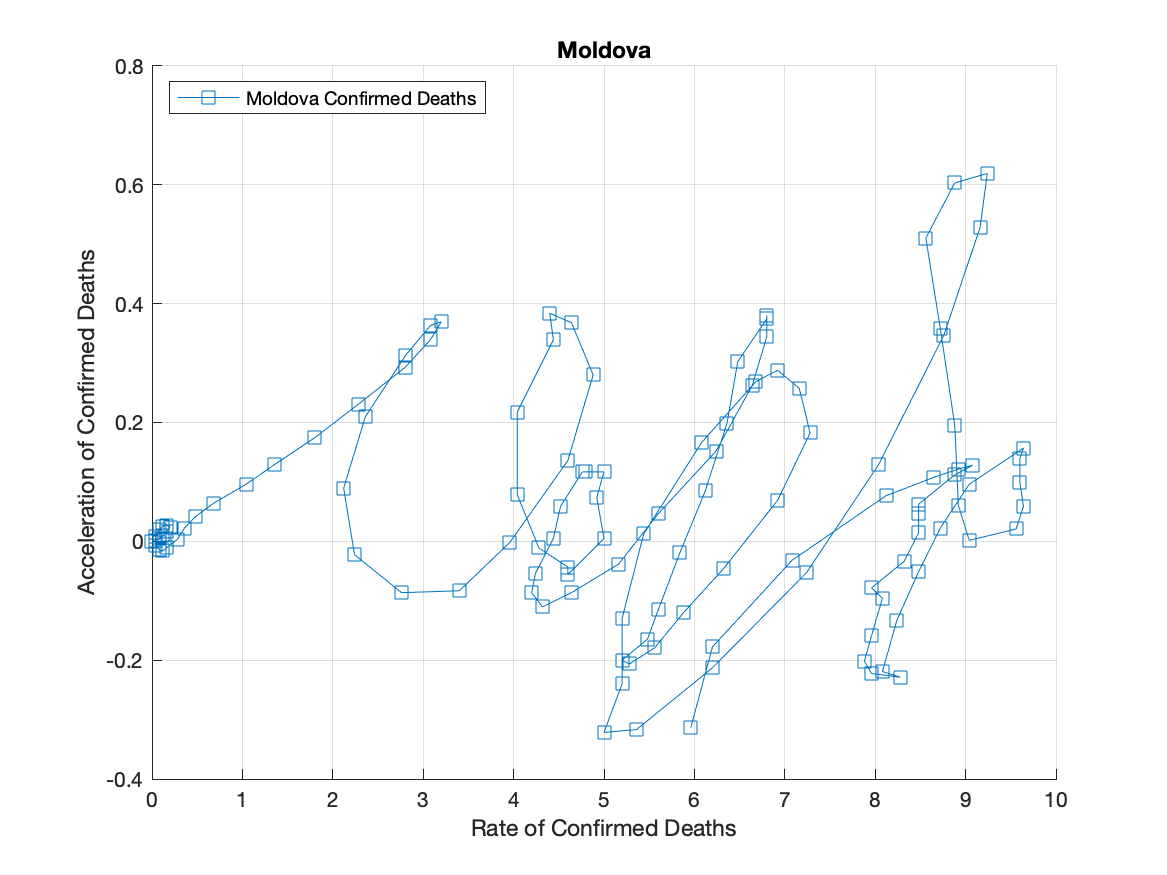 Moldova
Moldova Confirmed Deaths
Acceleration of Confirmed Deaths
0.8
0.6
0.4
0.2
0
-0.2
-0.4
0 1 2 3 4 5 6 7 8 9 10
Rate of Confirmed Deaths